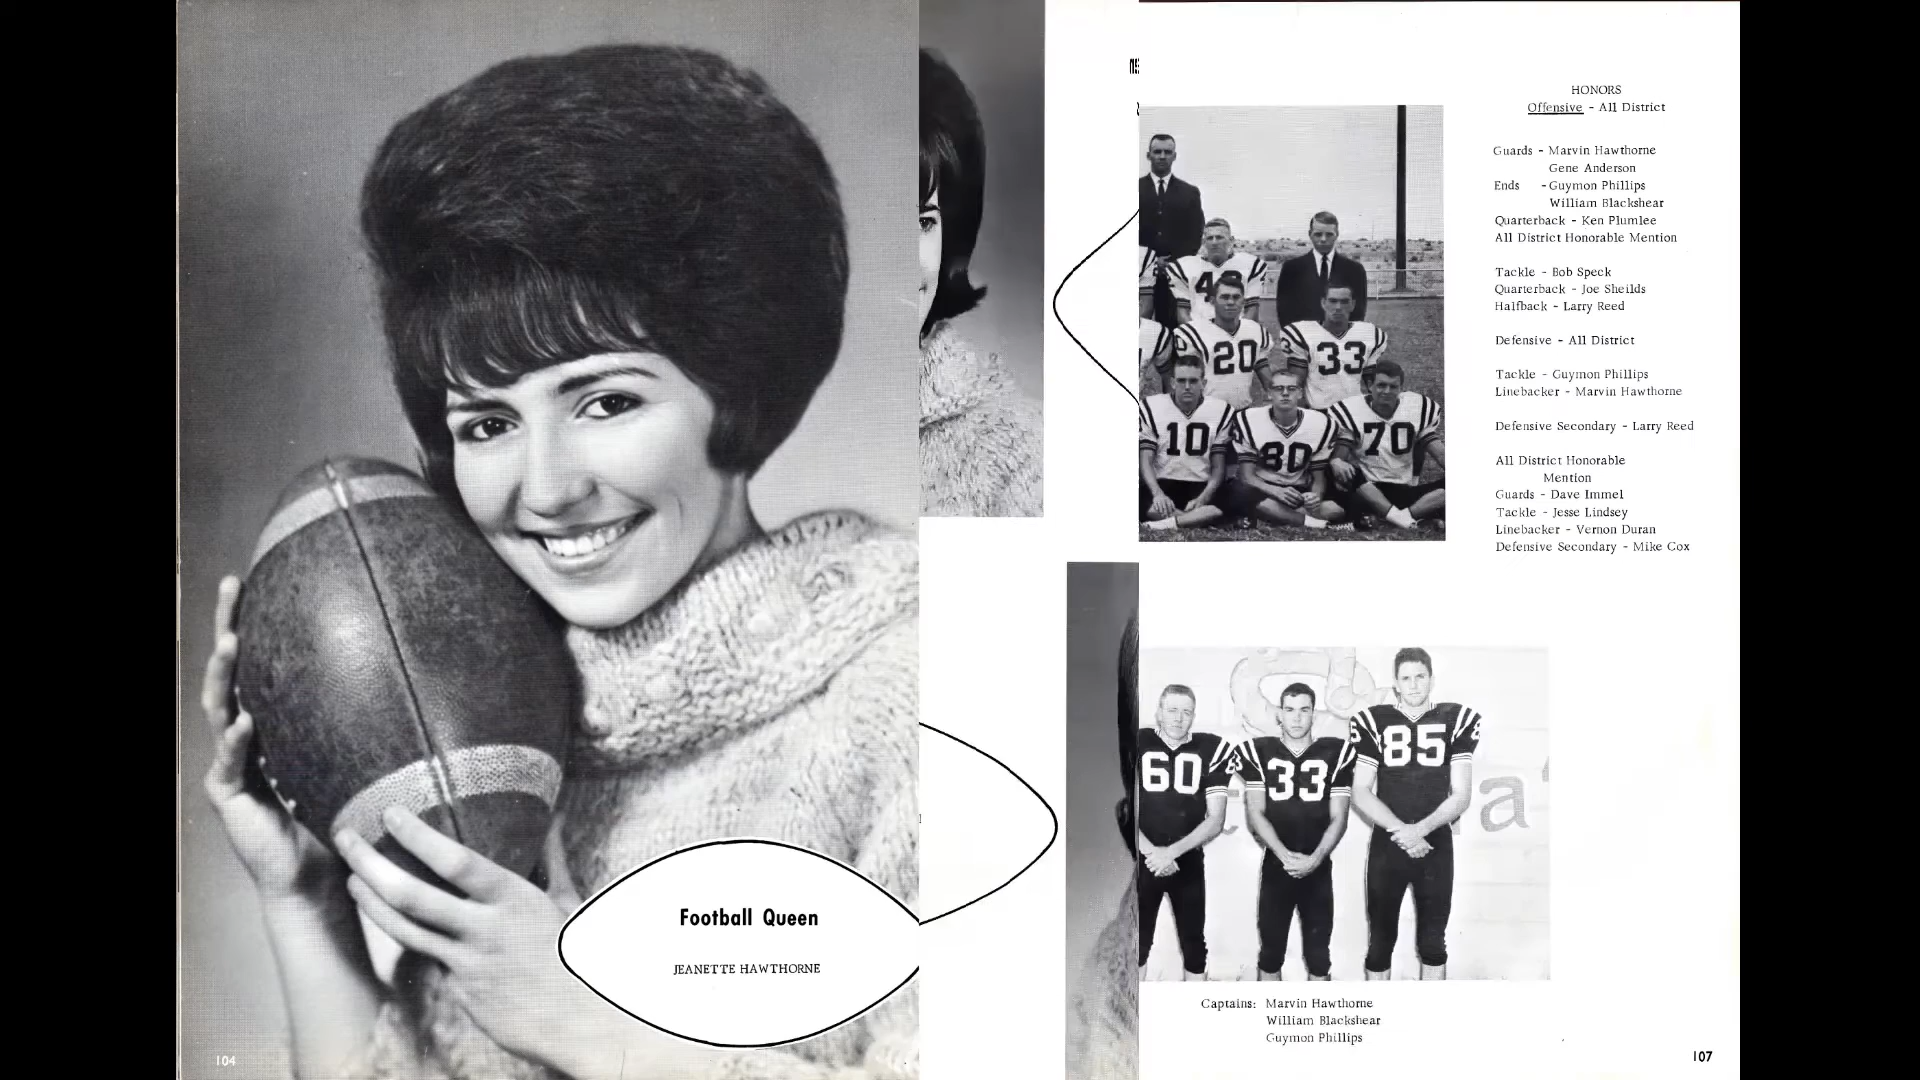 Football Queen
JEANETTE HAWTHORNE
104
HONORS
Offensive - All District
Guards - Marvin Hawthorne
Gene Anderson
Ends - Guymon Phillips
William Blackshear
Quarterback - Ken Plumlee
All District Honorable Mention
Tackle - Bob Speck
Quarterback - Joe Sheilds
Halfback - Larry Reed
Defensive - All District
Tackle - Guymon Phillips
Linebacker - Marvin Hawthorne
Defensive Secondary - Larry Reed
All District Honorable
Mention
Guards - Dave Immel
Tackle - Jesse Lindsey
Linebacker - Vernon Duran
Defensive Secondary - Mike Cox
20
33
10
80
70
60
33
85
a
Captains: Marvin Hawthorne
William Blackshear
Guymon Phillips
107